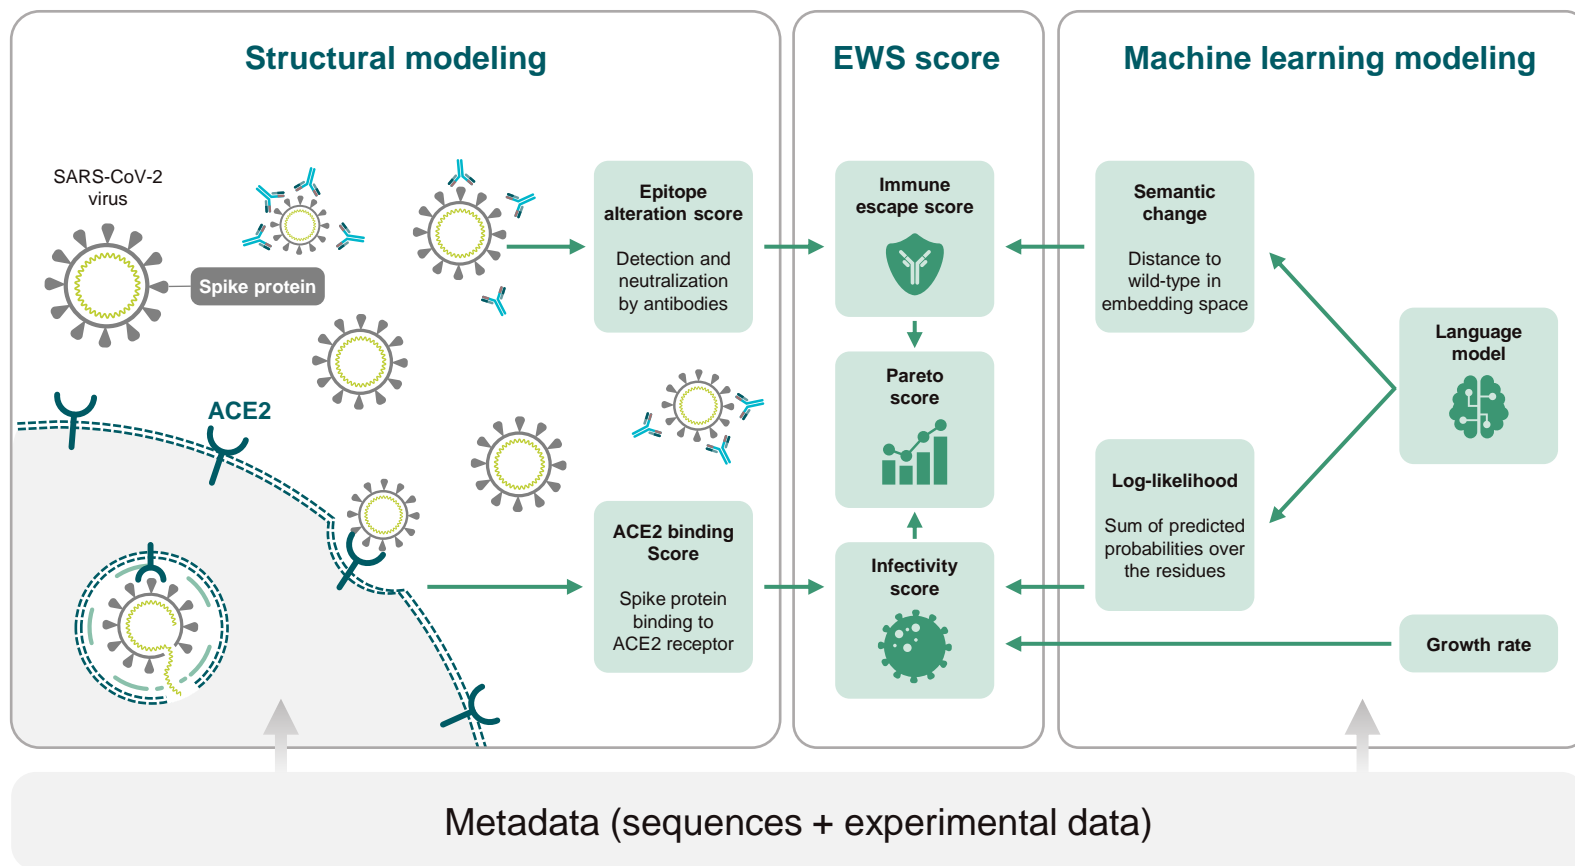 Structural modeling
EWS score
Machine learning modeling
SARS-CoV-2
virus
Spike protein
ACE2
Epitope
alteration score
Detection and
neutralization
by antibodies
ACE2 binding
Score
Spike protein
binding to
ACE2 receptor
Immune
escape score
Pareto
score
Infectivity
score
Semantic
change
Distance to
wild-type in
embedding space
Log-likelihood
Sum of predicted
probabilities over
the residues
Language
model
Growth rate
Metadata (sequences + experimental data)